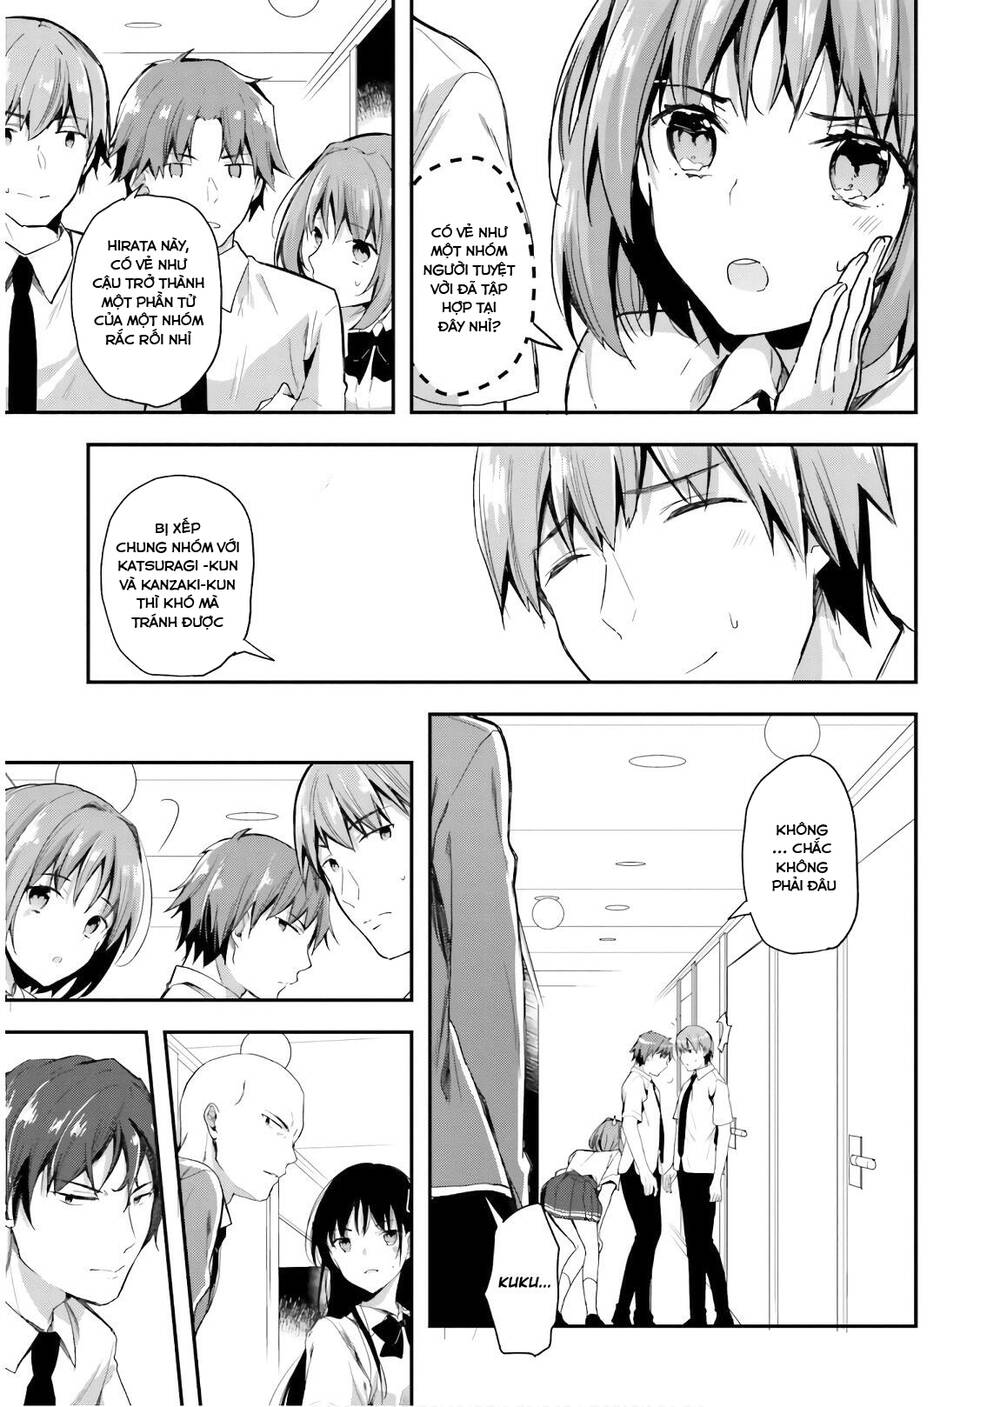 CÓ VẺ NHƯ
MỘT NHÓM
NGƯỜI TUYỆT
VỜI ĐÃ TẬP
HỢP TẠI
ĐÂY NHỈ?
HIRATA NÀY,
CÓ VẺ NHƯ
CẬU TRỞ THÀNH
MỘT PHẦN TỬ
CỦA MỘT NHÓM
RẮC RỐI NHỈ
BỊ XẾP
CHUNG NHÓM VỚI
KATSURAGI -KUN
VÀ KANZAKI-KUN
THÌ KHÓ MÀ
TRÁNH ĐƯỢC
KHÔNG
... CHẮC
KHÔNG
PHẢI ĐÂU
KUKU...